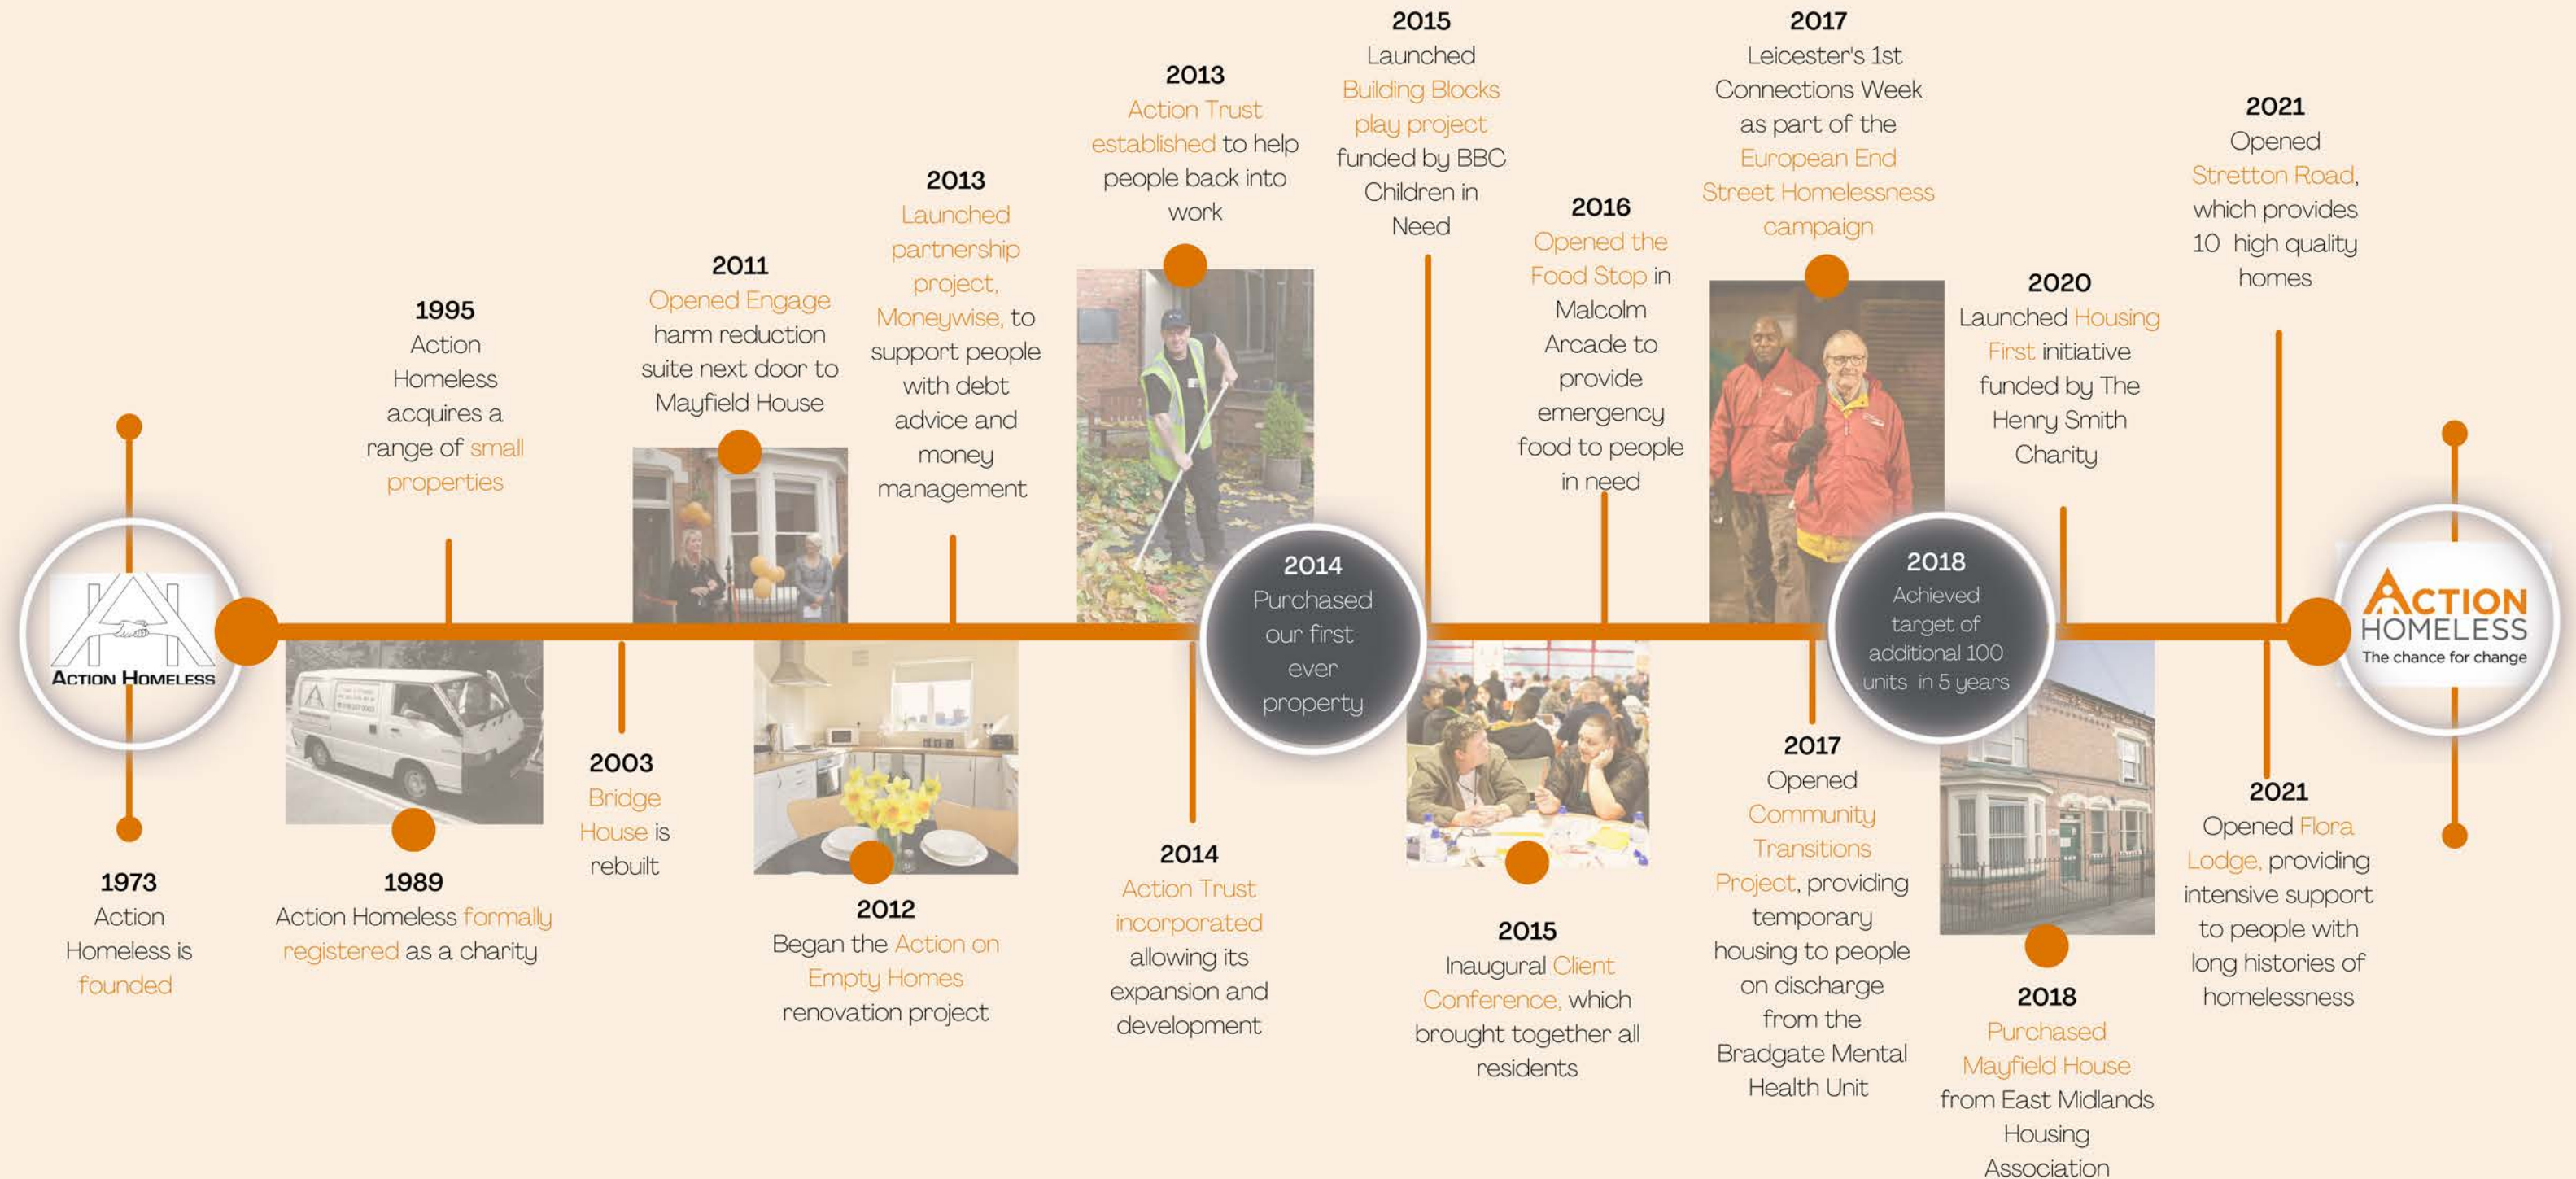 ACTION HOMELESS
1973
Action
Homeless is
founded
1989
Action Homeless formally
registered as a charity
1995
Action
Homeless
acquires a
range of small
properties
2003
Bridge
House is
rebuilt
2011
Opened Engage
harm reduction
suite next door to
Mayfield House
2012
Began the Action on
Empty Homes
renovation project
2013
Launched
partnership
project,
Moneywise, to
support people
with debt
advice and
money
management
2013
Action Trust
established to help
people back into
work
2014
Action Trust
incorporated
allowing its
expansion and
development
2014
Purchased
our first
ever
property
2015
Launched
Building Blocks
play project
funded by BBC
Children in
Need
2015
Inaugural Client
Conference, which
brought together all
residents
2016
Opened the
Food Stop in
Malcolm
Arcade to
provide
emergency
food to people
in need
2017
Leicester's 1st
Connections Week
as part of the
European End
Street Homelessness
campaign
2017
Opened
Community
Transitions
Project, providing
temporary
housing to people
on discharge
from the
Bradgate Mental
Health Unit
2018
Achieved
target of
additional 100
units in 5 years
2018
Purchased
Mayfield House
from East Midlands
Housing
Association
2020
Launched Housing
First initiative
funded by The
Henry Smith
Charity
2021
Opened
Stretton Road,
which provides
10 high quality
homes
2021
Opened Flora
Lodge, providing
intensive support
to people with
long histories of
homelessness
ACTION
HOMELESS
The chance for change